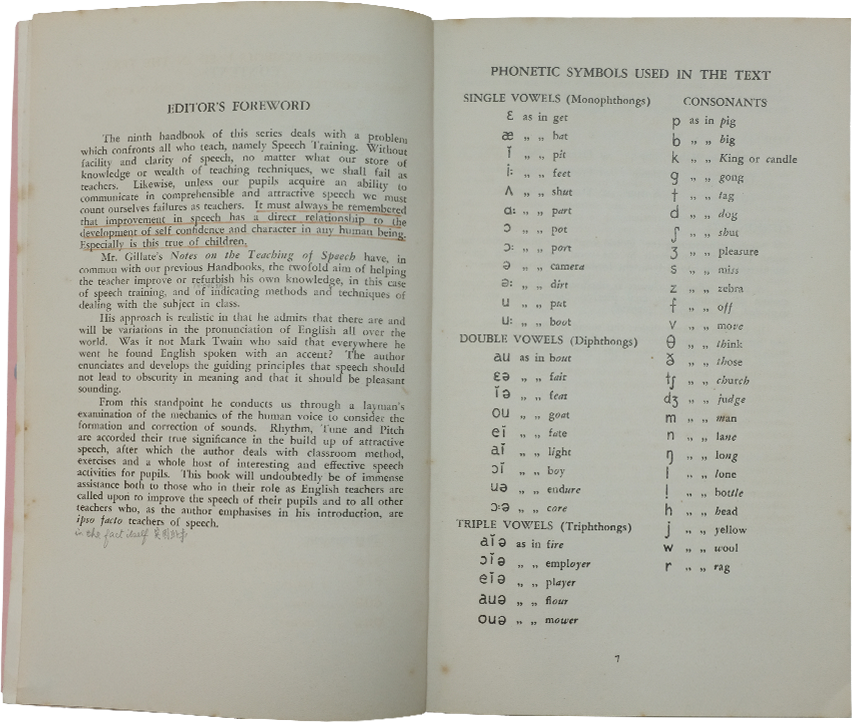 EDITOR'S FOREWORD
The ninth handbook of this series deals with a problem
which confronts all who teach, namely Speech Training. Without
facility and clarity of speech, no matter what our store of
knowledge or wealth of teaching techniques, we shall fail as
teachers. Likewise, unless our pupils acquire an ability to
communicate in comprehensible and attractive speech we must
count ourselves failures as teachers. It must always be remembered
that improvement in speech has a direct relationship to the
development of self confidence and character in any human being.
Especially is this true of children.
Mr. Gillate's Notes on the Teaching of Speech have, in
common with our previous Handbooks, the twofold aim of helping
the teacher improve or refurbish his own knowledge, in this case
of speech training, and of indicating methods and techniques of
dealing with the subject in class.
His approach is realistic in that he admits that there are and
will be variations in the pronunciation of English all over the
world. Was it not Mark Twain who said that everywhere he
went he found English spoken with an accent? The author
enunciates and develops the guiding principles that speech should
not lead to obscurity in meaning and that it should be pleasant
sounding.
From this standpoint he conducts us through a layman's
examination of the mechanics of the human voice to consider the
formation and correction of sounds. Rhythm, Tune and Pitch
are accorded their true significance in the build up of attractive
speech, after which the author deals with classroom method,
exercises and a whole host of interesting and effective speech
activities for pupils. This book will undoubtedly be of immense
assistance both to those who in their role as English teachers are
called upon to improve the speech of their pupils and to all other
teachers who, as the author emphasises in his introduction, are
ipso facto teachers of speech.
in the fact itself
PHONETIC SYMBOLS USED IN THE TEXT
SINGLE VOWELS (Monophthongs)
ɛ as in get
æ „ „ hat
ĭ „ „ pit
i: „ „ feet
ʌ „ „ shut
ɑ: „ „ part
ɔ „ „ pot
ɔ: „ „ port
ə „ „ camera
ə: „ „ dirt
u „ „ put
u: „ „ boot
DOUBLE VOWELS (Diphthongs)
au as in bout
ɛə „ „ fair
ĭə „ „ feat
ou „ „ goat
eĭ „ „ fate
aĭ „ „ light
ɔĭ „ „ boy
uə „ „ endure
ɔ:ə „ „ core
TRIPLE VOWELS (Triphthongs)
aĭə as in fire
ɔĭə „ „ employer
eĭə „ „ player
auə „ „ flour
ouə „ „ mower
CONSONANTS
p as in pig
b „ „ big
k „ „ King or candle
g „ „ gong
t „ „ tag
d „ „ dog
ʃ „ „ shut
ʒ „ „ pleasure
s „ „ miss
z „ „ zebra
f „ „ off
v „ „ move
θ „ „ think
ð „ „ those
tʃ „ „ church
dʒ „ „ judge
m „ „ man
n „ „ lane
ŋ „ „ long
l „ „ lone
ḷ „ „ bottle
h „ „ head
j „ „ yellow
w „ „ wool
r „ „ rag
7